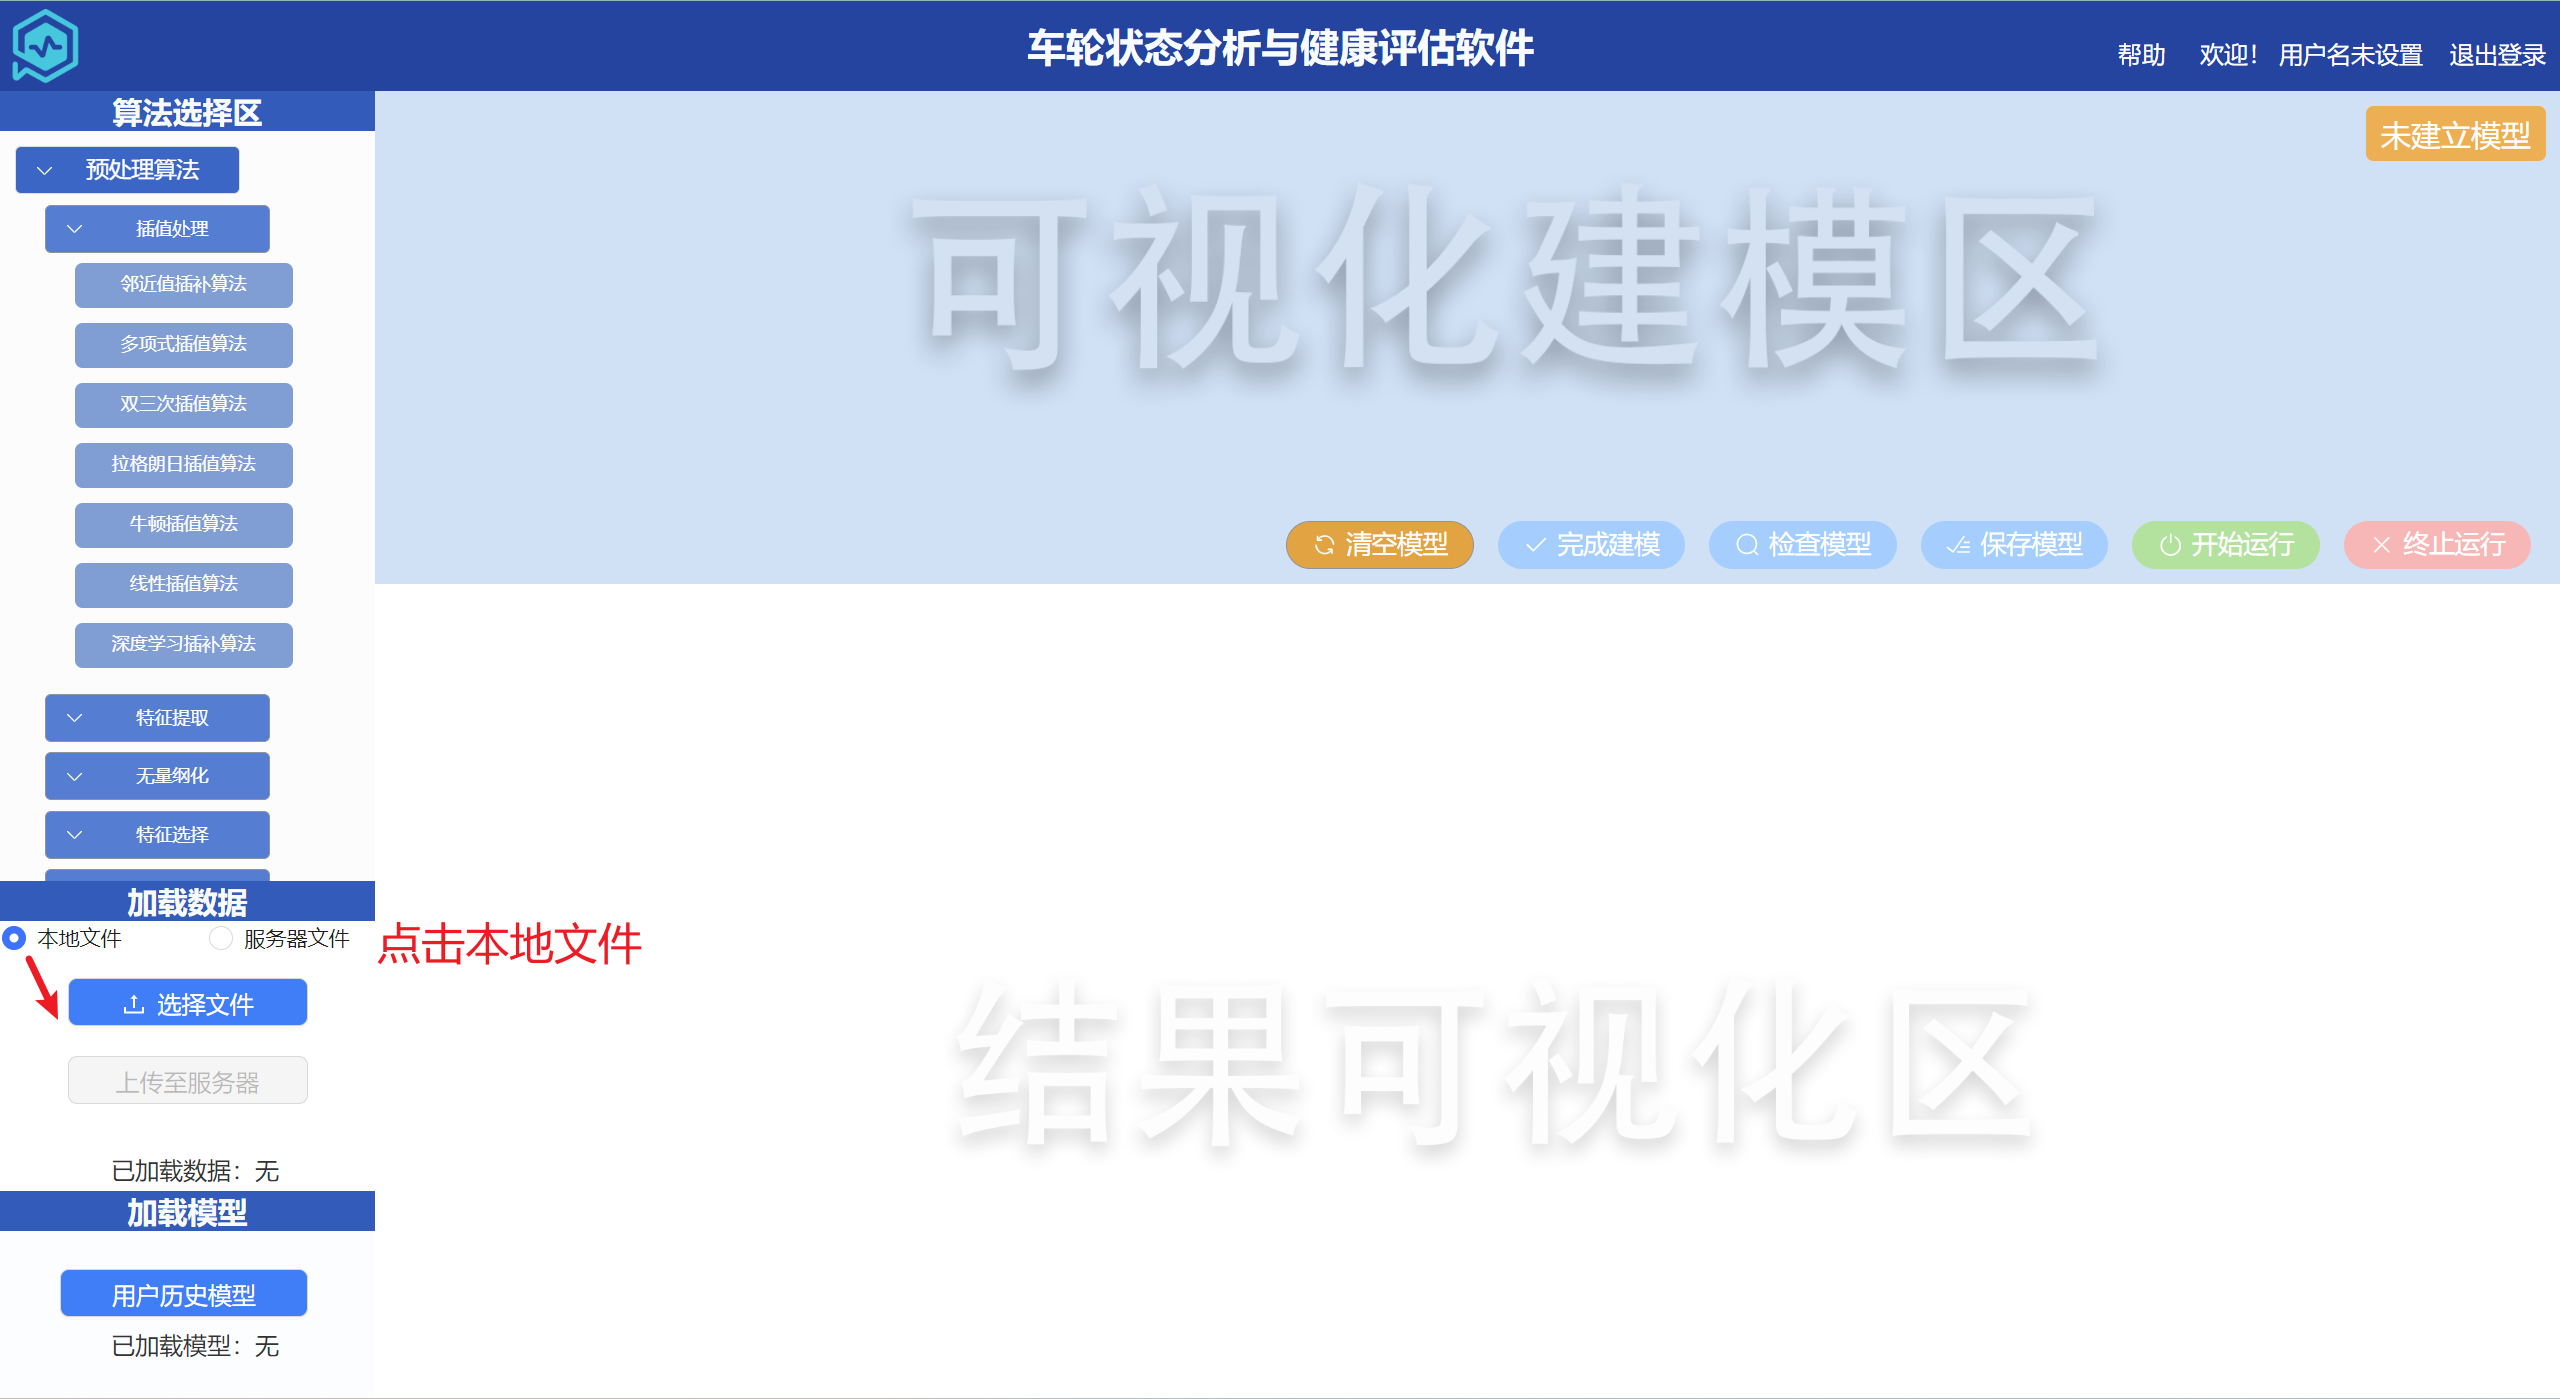 车轮状态分析与健康评估软件
帮助 欢迎！ 用户名未设置 退出登录
算法选择区
预处理算法
插值处理
邻近值插补算法
多项式插值算法
双三次插值算法
拉格朗日插值算法
牛顿插值算法
线性插值算法
深度学习插补算法
特征提取
无量纲化
特征选择
加载数据
本地文件 服务器文件
选择文件
上传至服务器
已加载数据：无
加载模型
用户历史模型
已加载模型：无
未建立模型
可视化建模区
清空模型 完成建模 检查模型 保存模型 开始运行 终止运行
点击本地文件
结果可视化区